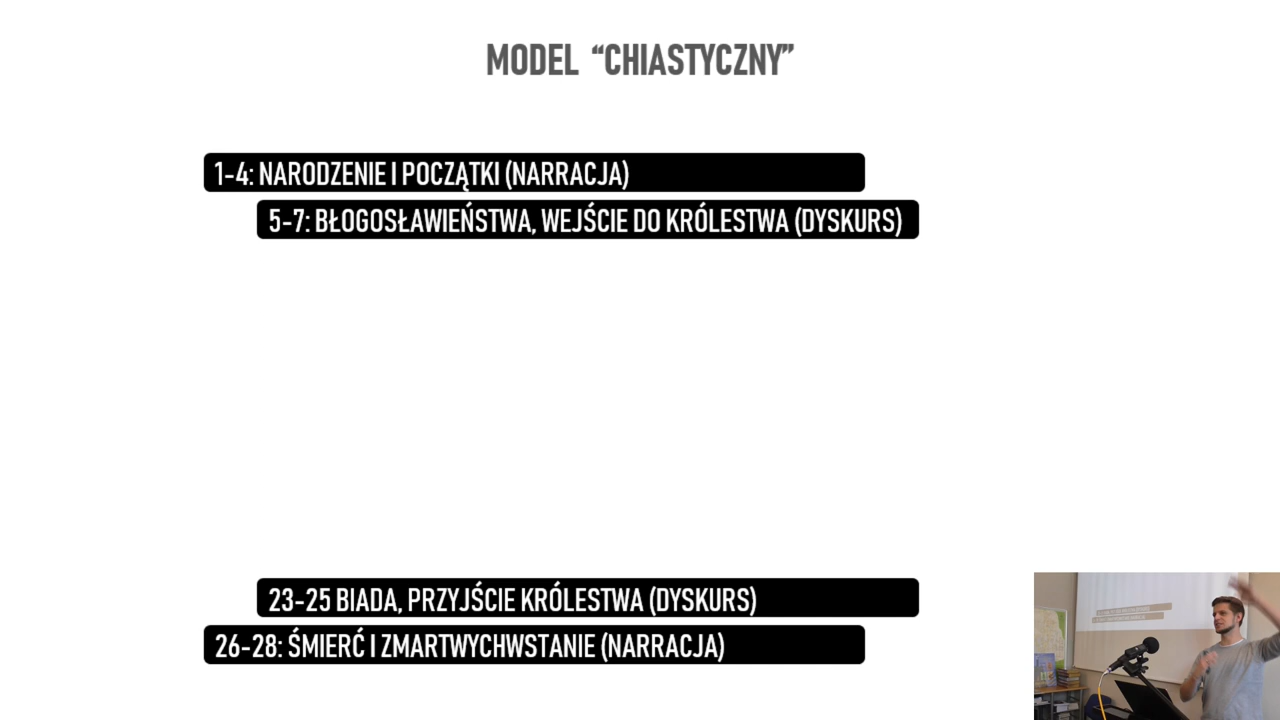 MODEL “CHIASTYCZNY”
1-4: NARODZENIE I POCZĄTKI (NARRACJA)
5-7: BŁOGOSŁAWIEŃSTWA, WEJŚCIE DO KRÓLESTWA (DYSKURS)
23-25 BIADA, PRZYJŚCIE KRÓLESTWA (DYSKURS)
26-28: ŚMIERĆ I ZMARTWYCHWSTANIE (NARRACJA)